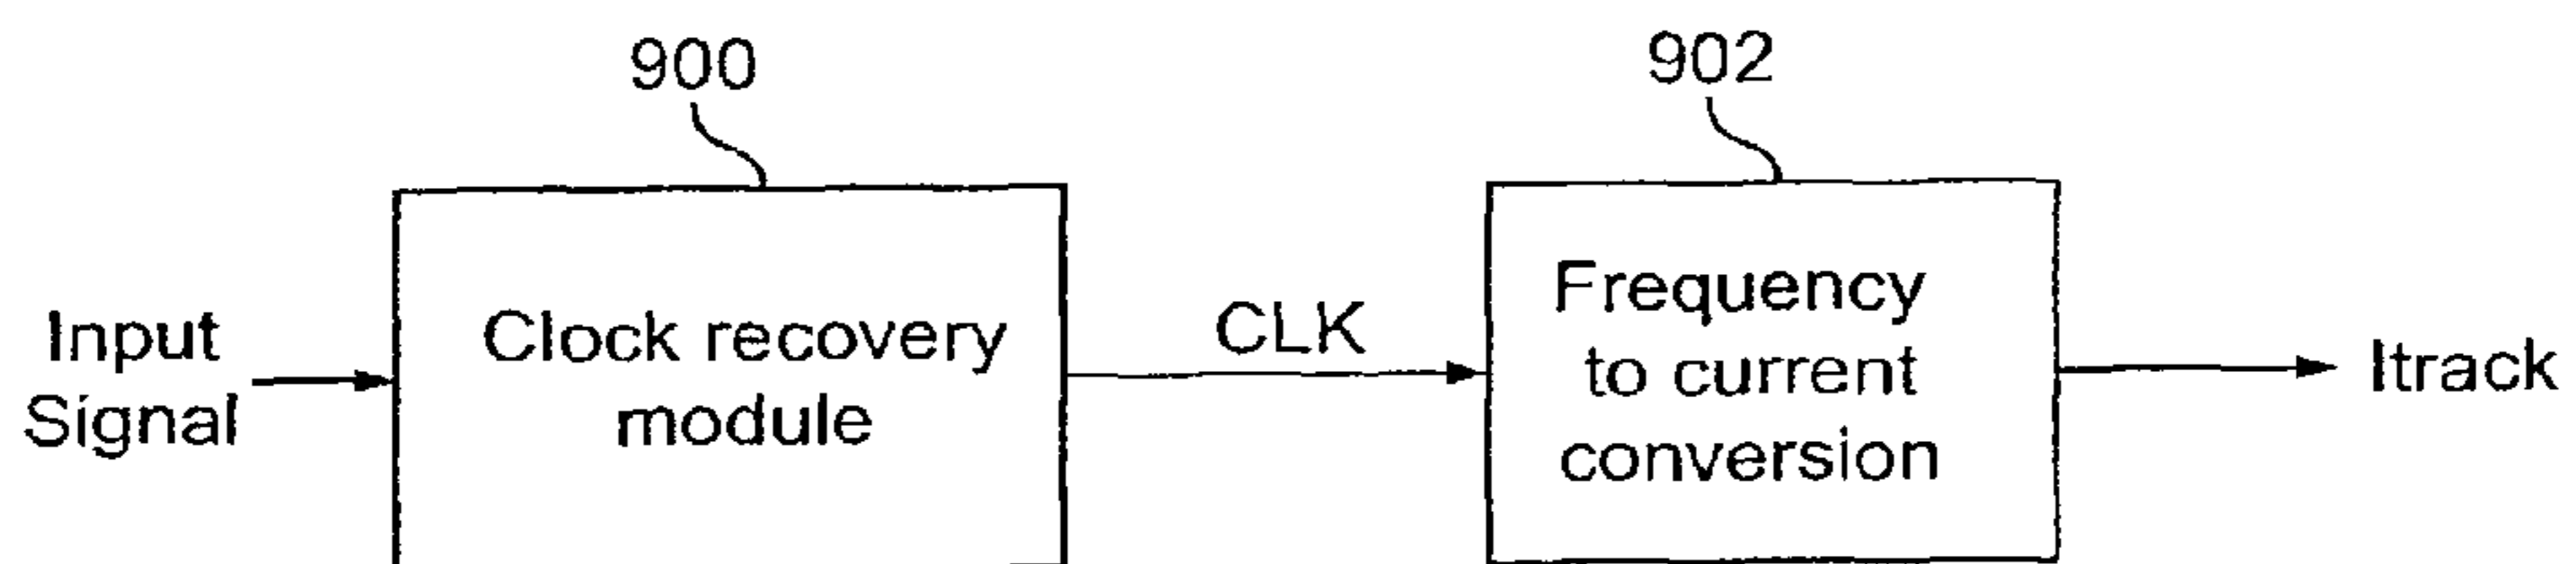 900
902
Input
Signal
Clock recovery
module
CLK
Frequency
to current
conversion
Itrack